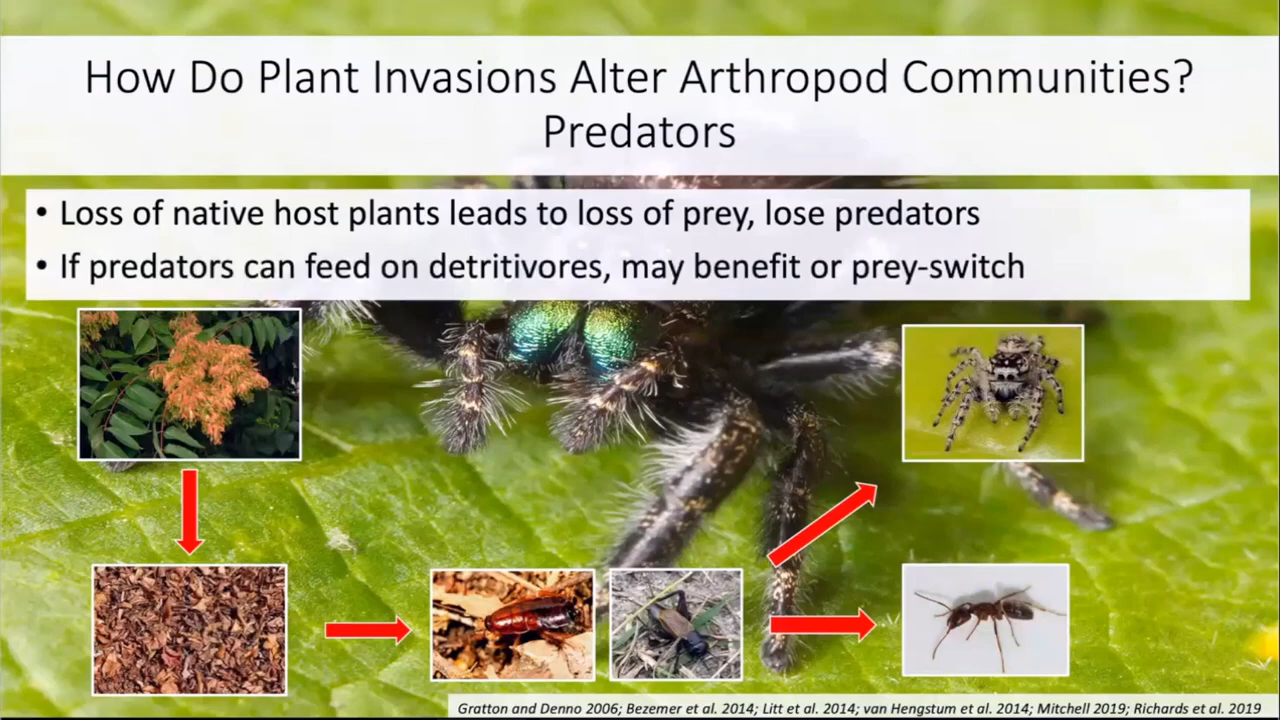 How Do Plant Invasions Alter Arthropod Communities?
Predators
• Loss of native host plants leads to loss of prey, lose predators
• If predators can feed on detritivores, may benefit or prey-switch
Gratton and Denno 2006; Bezemer et al. 2014; Litt et al. 2014; van Hengstum et al. 2014; Mitchell 2019; Richards et al. 2019